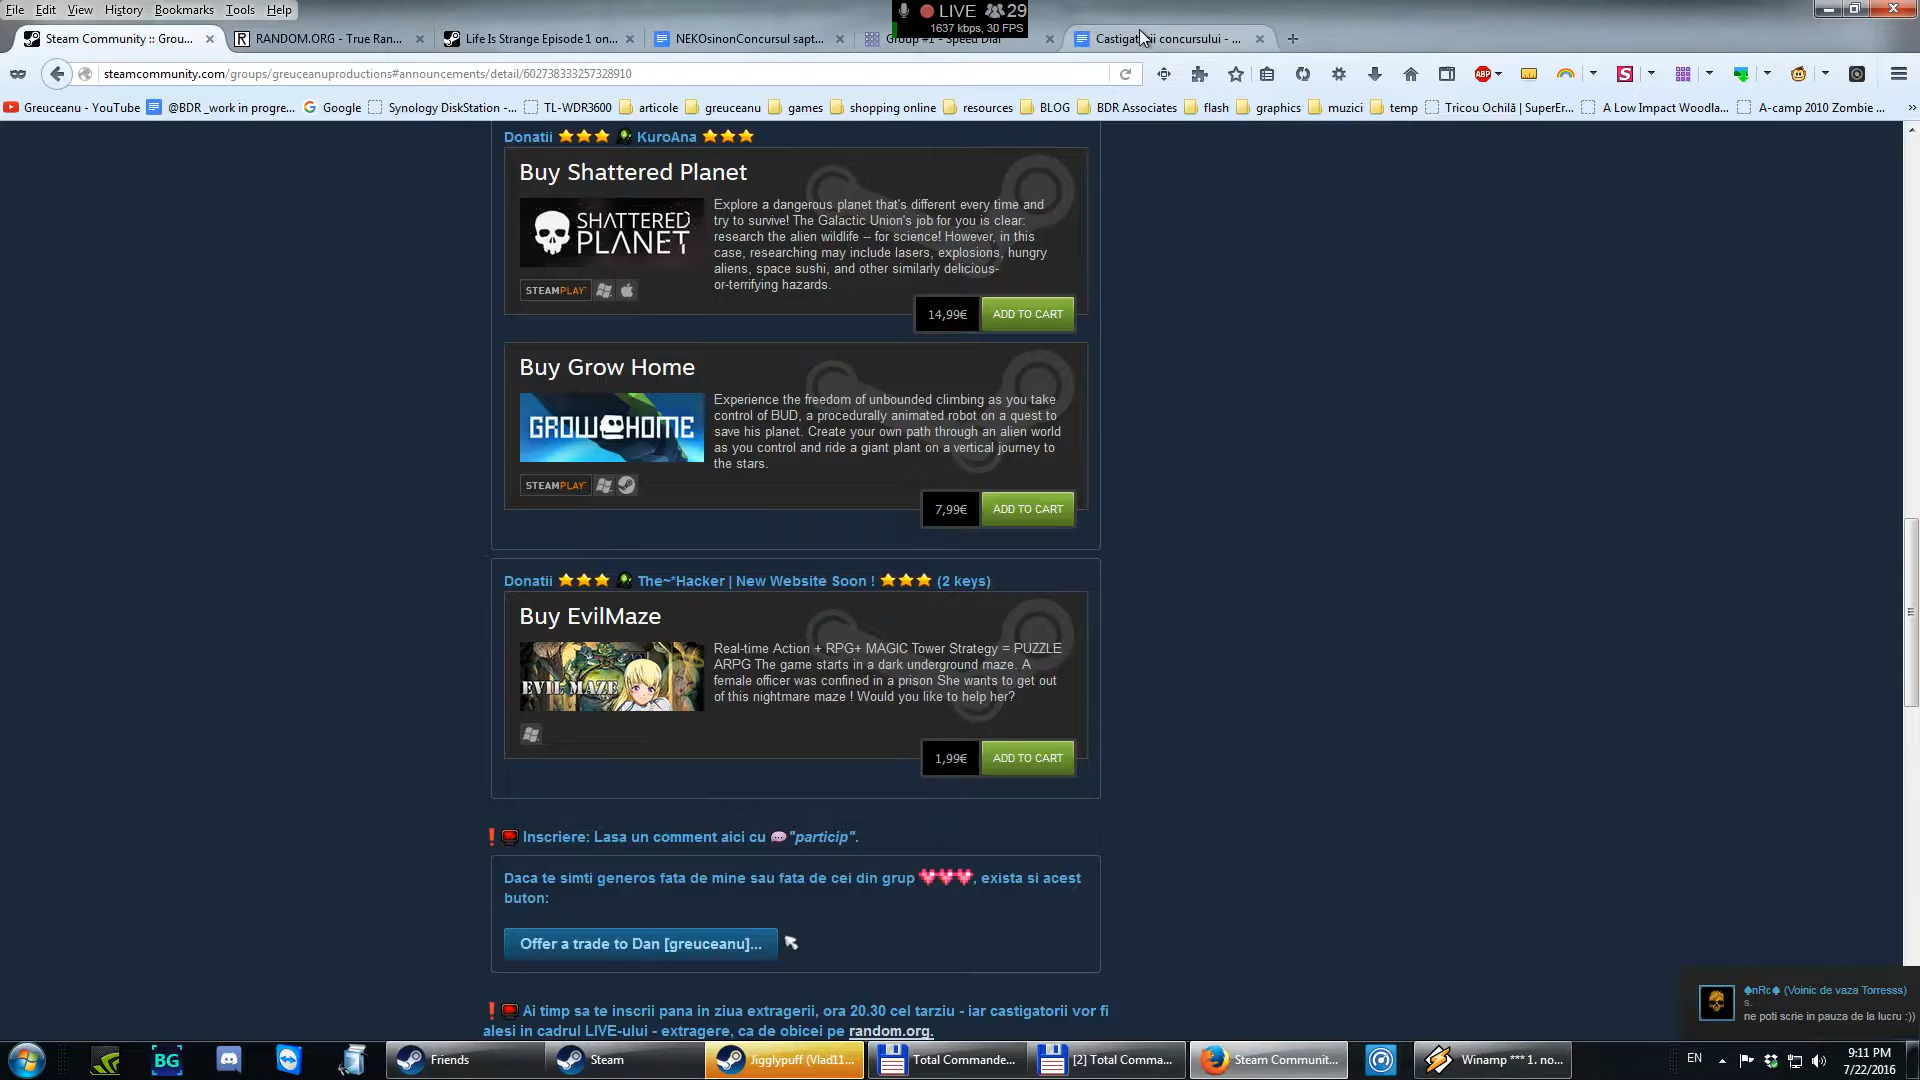 File Edit View History Bookmarks Tools Help
LIVE 29
1637 kbps, 30 FPS
Steam Community :: Grou...
RANDOM.ORG - True Ran...
Life Is Strange Episode 1 on...
NEKOsinonConcursul sapt...
Group #1 - Speed Dial
Castigatorii concursului - ...
steamcommunity.com/groups/greuceanuproductions#announcements/detail/602738333257328910
Greuceanu - YouTube @BDR _work in progre... Google Synology DiskStation -... TL-WDR3600 articole greuceanu games shopping online resources BLOG BDR Associates flash graphics muzici temp Tricou Ochilă | SuperEr... A Low Impact Woodla... A-camp 2010 Zombie ...
Donatii KuroAna
Buy Shattered Planet
SHATTERED
PLANET
Explore a dangerous planet that's different every time and
try to survive! The Galactic Union's job for you is clear:
research the alien wildlife -- for science! However, in this
case, researching may include lasers, explosions, hungry
aliens, space sushi, and other similarly delicious-
or-terrifying hazards.
STEAMPLAY
14,99€ ADD TO CART
Buy Grow Home
GROW HOME
Experience the freedom of unbounded climbing as you take
control of BUD, a procedurally animated robot on a quest to
save his planet. Create your own path through an alien world
as you control and ride a giant plant on a vertical journey to
the stars.
STEAMPLAY
7,99€ ADD TO CART
Donatii The~*Hacker | New Website Soon ! (2 keys)
Buy EvilMaze
EVIL MAZE
Real-time Action + RPG+ MAGIC Tower Strategy = PUZZLE
ARPG The game starts in a dark underground maze. A
female officer was confined in a prison She wants to get out
of this nightmare maze ! Would you like to help her?
1,99€ ADD TO CART
Inscriere: Lasa un comment aici cu "particip".
Daca te simti generos fata de mine sau fata de cei din grup , exista si acest
buton:
Offer a trade to Dan [greuceanu]...
Ai timp sa te inscrii pana in ziua extragerii, ora 20.30 cel tarziu - iar castigatorii vor fi
alesi in cadrul LIVE-ului - extragere, ca de obicei pe random.org.
♠nRc♠ (Voinic de vaza Torresss)
s.
ne poti scrie in pauza de la lucru :))
BG
Friends
Steam
Jigglypuff (Vlad11...
Total Commande...
[2] Total Comma...
Steam Communit...
Winamp *** 1. no...
EN
9:11 PM
7/22/2016